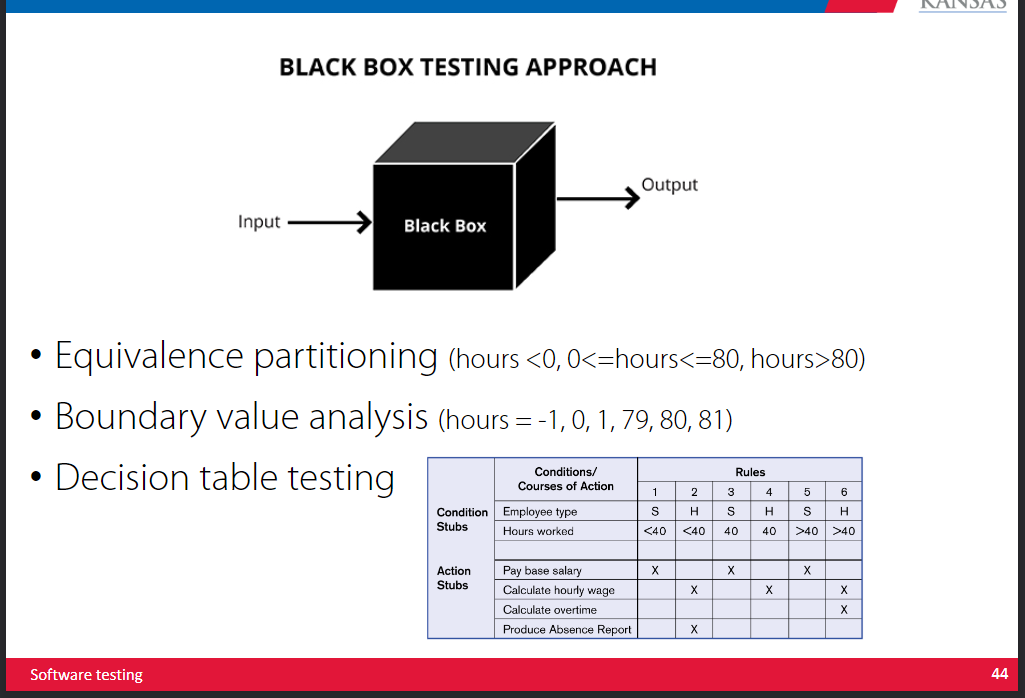 KANSAS
BLACK BOX TESTING APPROACH
Output
Input
Black Box
• Equivalence partitioning (hours <0, 0<=hours<=80, hours>80)
• Boundary value analysis (hours = -1, 0, 1, 79, 80, 81)
• Decision table testing
Conditions/
Courses of Action
Rules
1 2 3 4 5 6
Condition
Stubs
Employee type S H S H S H
Hours worked <40 <40 40 40 >40 >40
Action
Stubs
Pay base salary X X X
Calculate hourly wage X X X
Calculate overtime X
Produce Absence Report X
Software testing 44